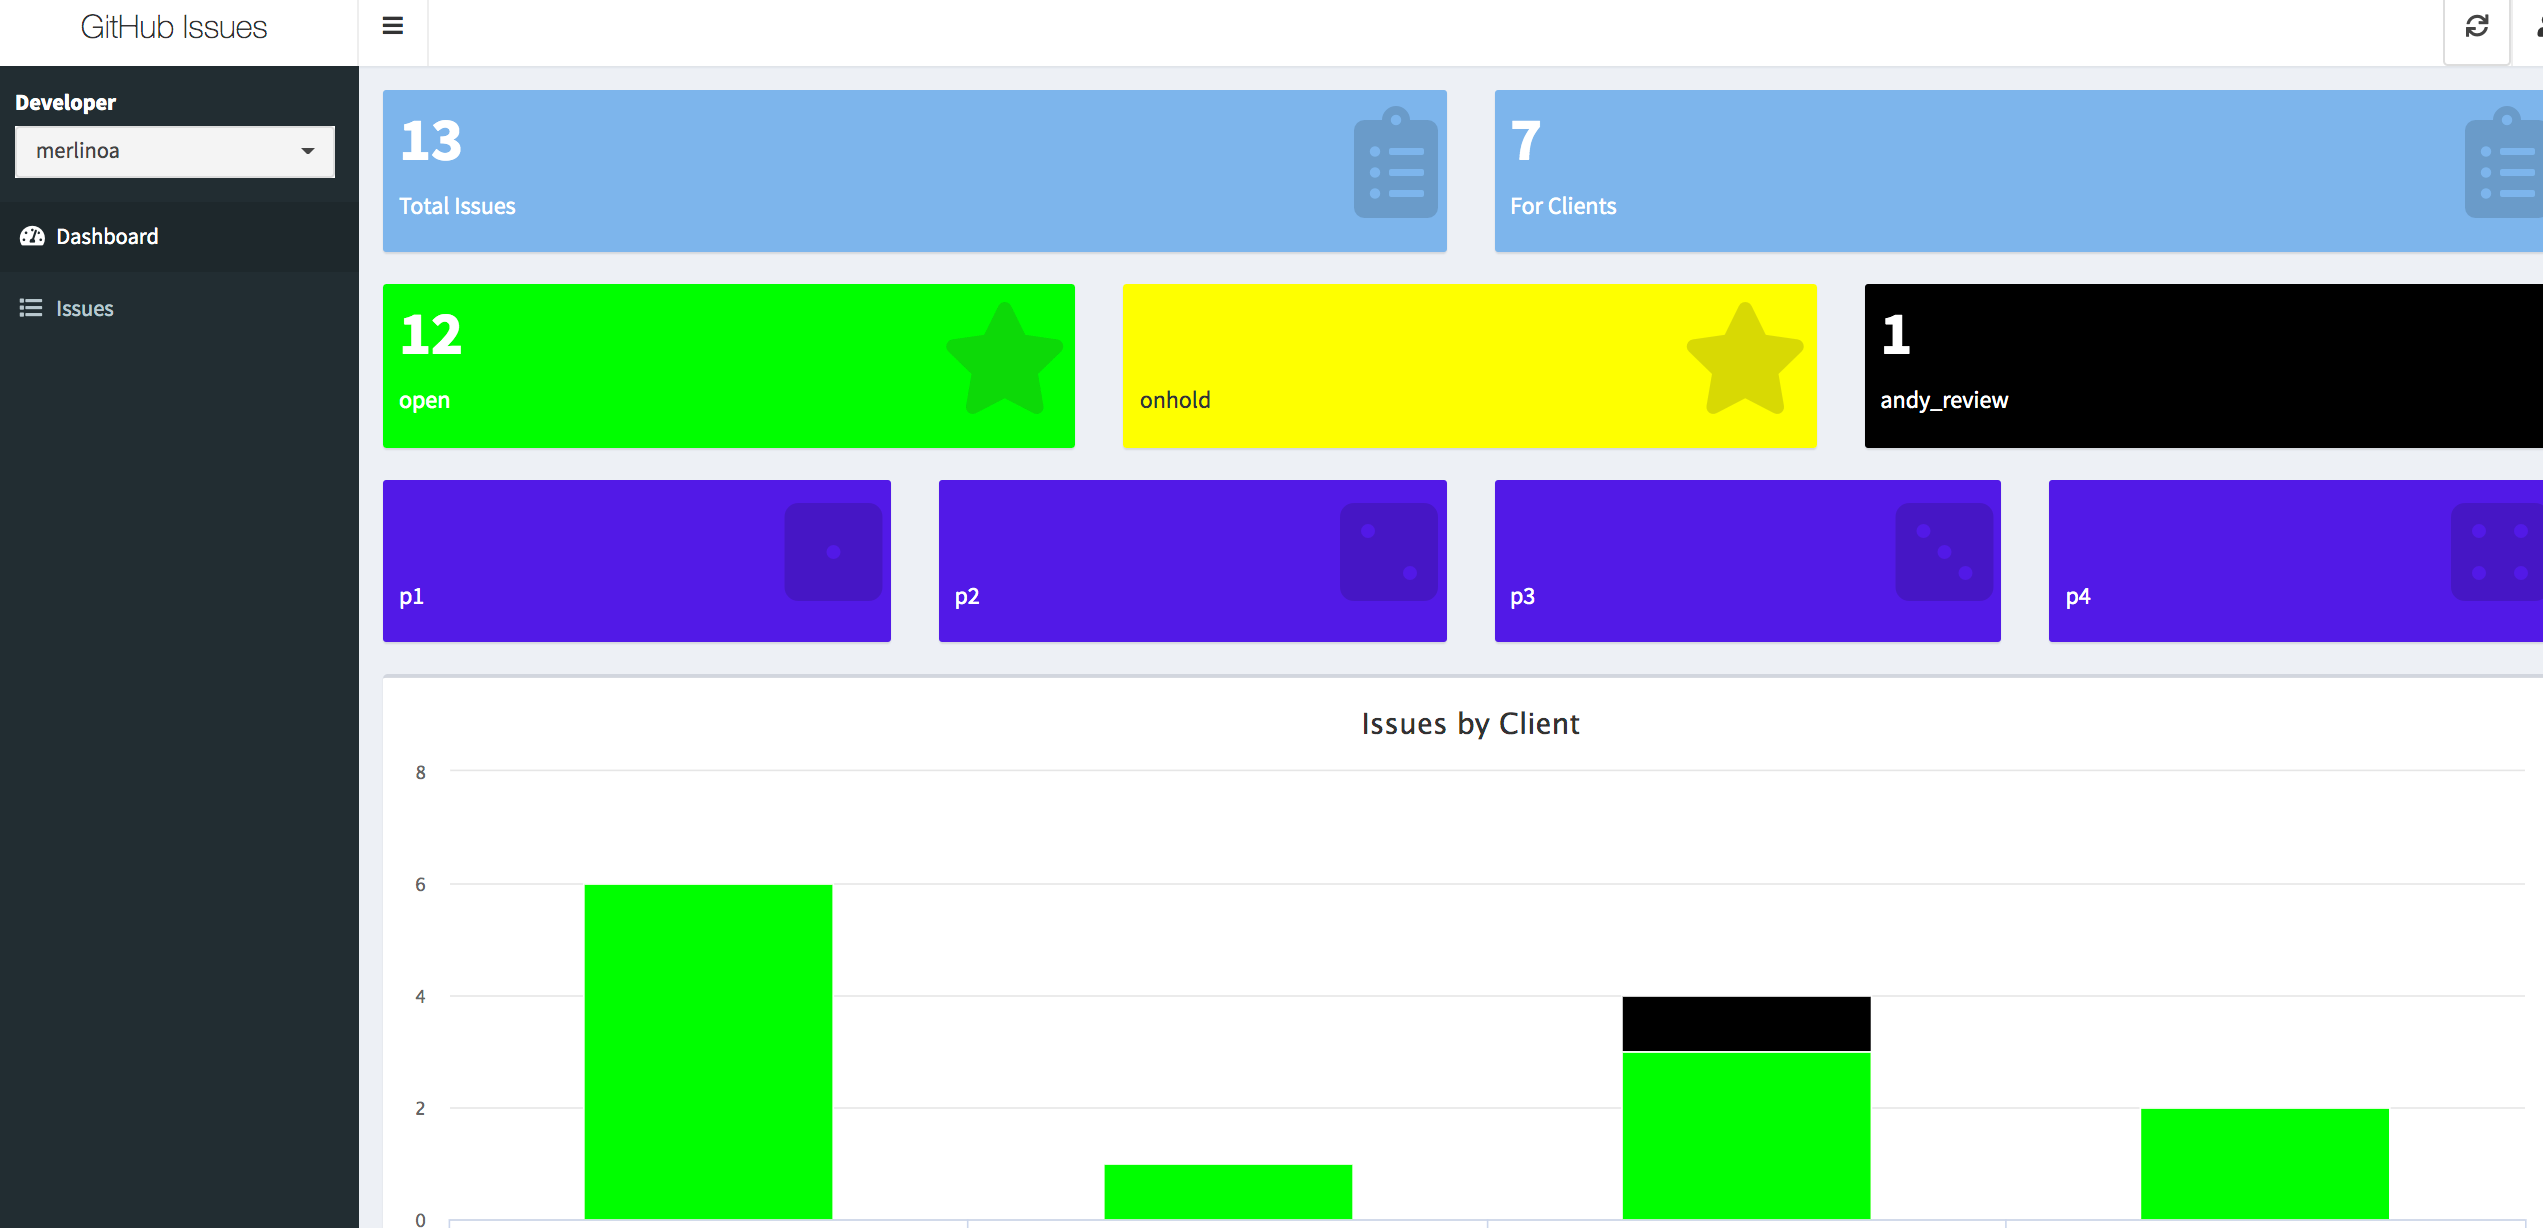 GitHub Issues
Developer
merlinoa
Dashboard
Issues
13
Total Issues
7
For Clients
12
open
onhold
1
andy_review
p1
p2
p3
p4
Issues by Client
8
6
4
2
0